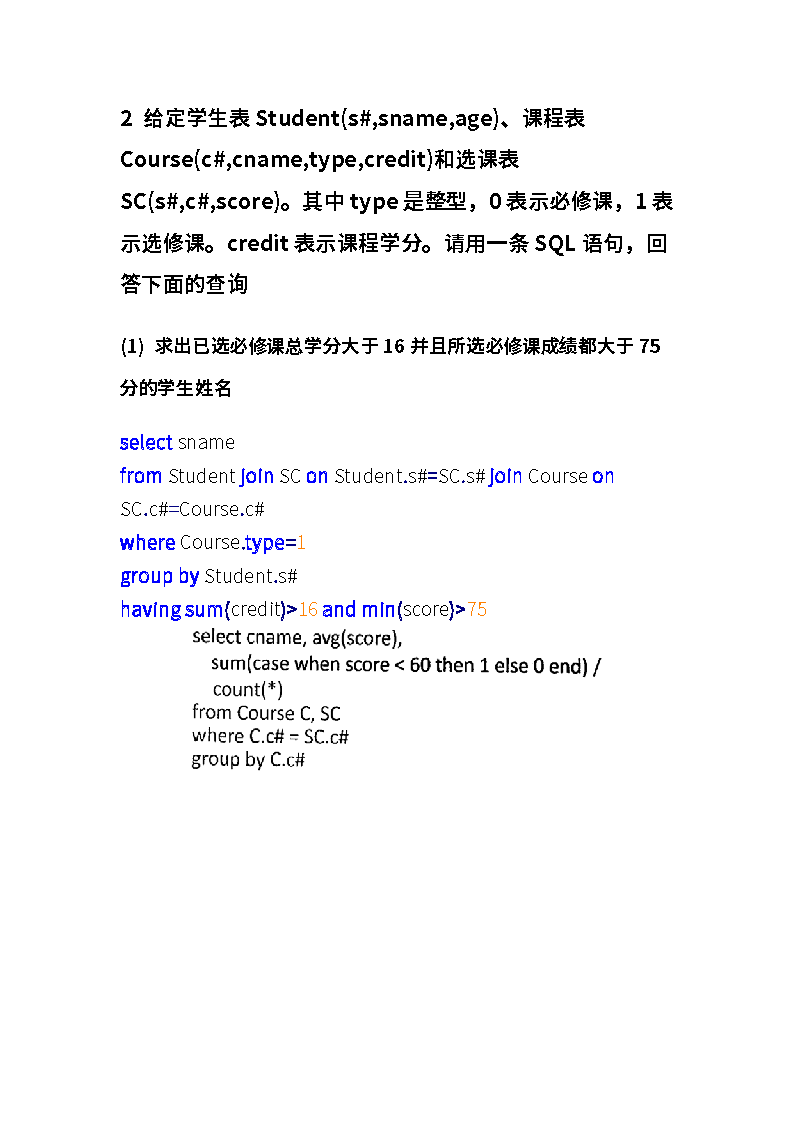 2 给定学生表 Student(s#,sname,age)、课程表
Course(c#,cname,type,credit)和选课表
SC(s#,c#,score)。其中 type 是整型，0 表示必修课，1 表
示选修课。credit 表示课程学分。请用一条 SQL 语句，回
答下面的查询
(1) 求出已选必修课总学分大于 16 并且所选必修课成绩都大于 75
分的学生姓名
select sname
from Student join SC on Student.s#=SC.s# join Course on
SC.c#=Course.c#
where Course.type=1
group by Student.s#
having sum(credit)>16 and min(score)>75
select cname, avg(score),
sum(case when score < 60 then 1 else 0 end) /
count(*)
from Course C, SC
where C.c# = SC.c#
group by C.c#